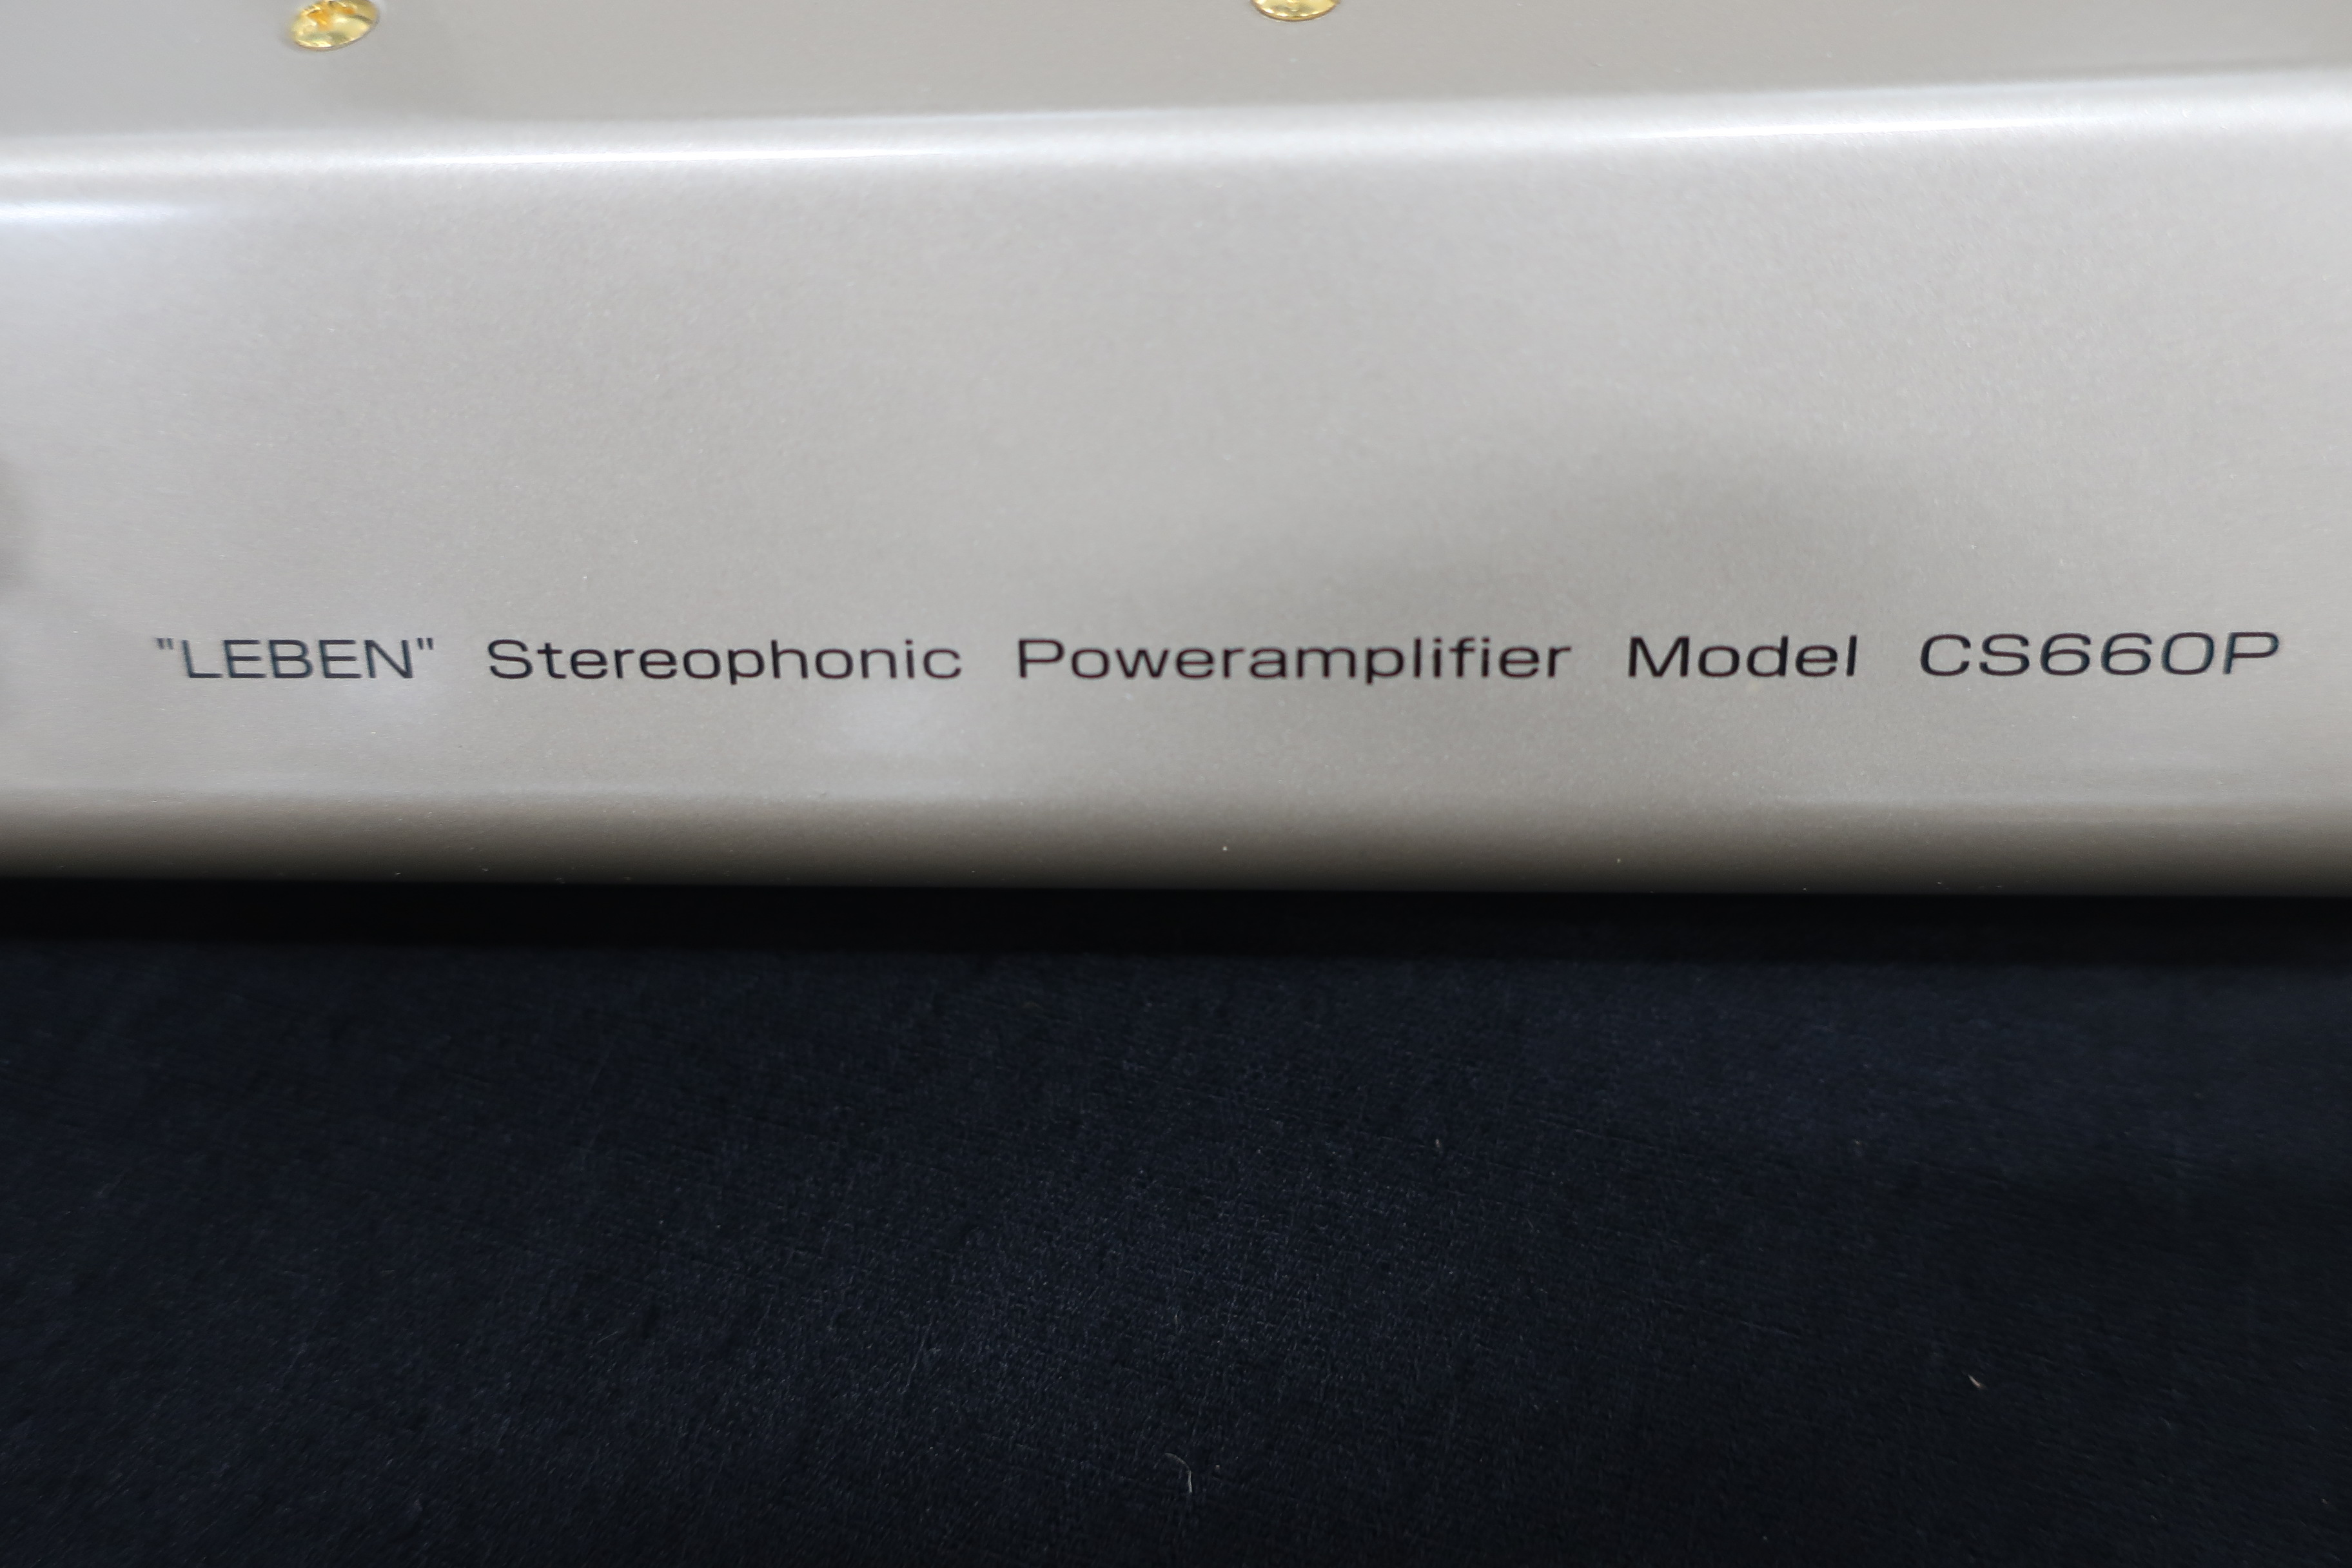 "LEBEN" Stereophonic Poweramplifier Model CS660P